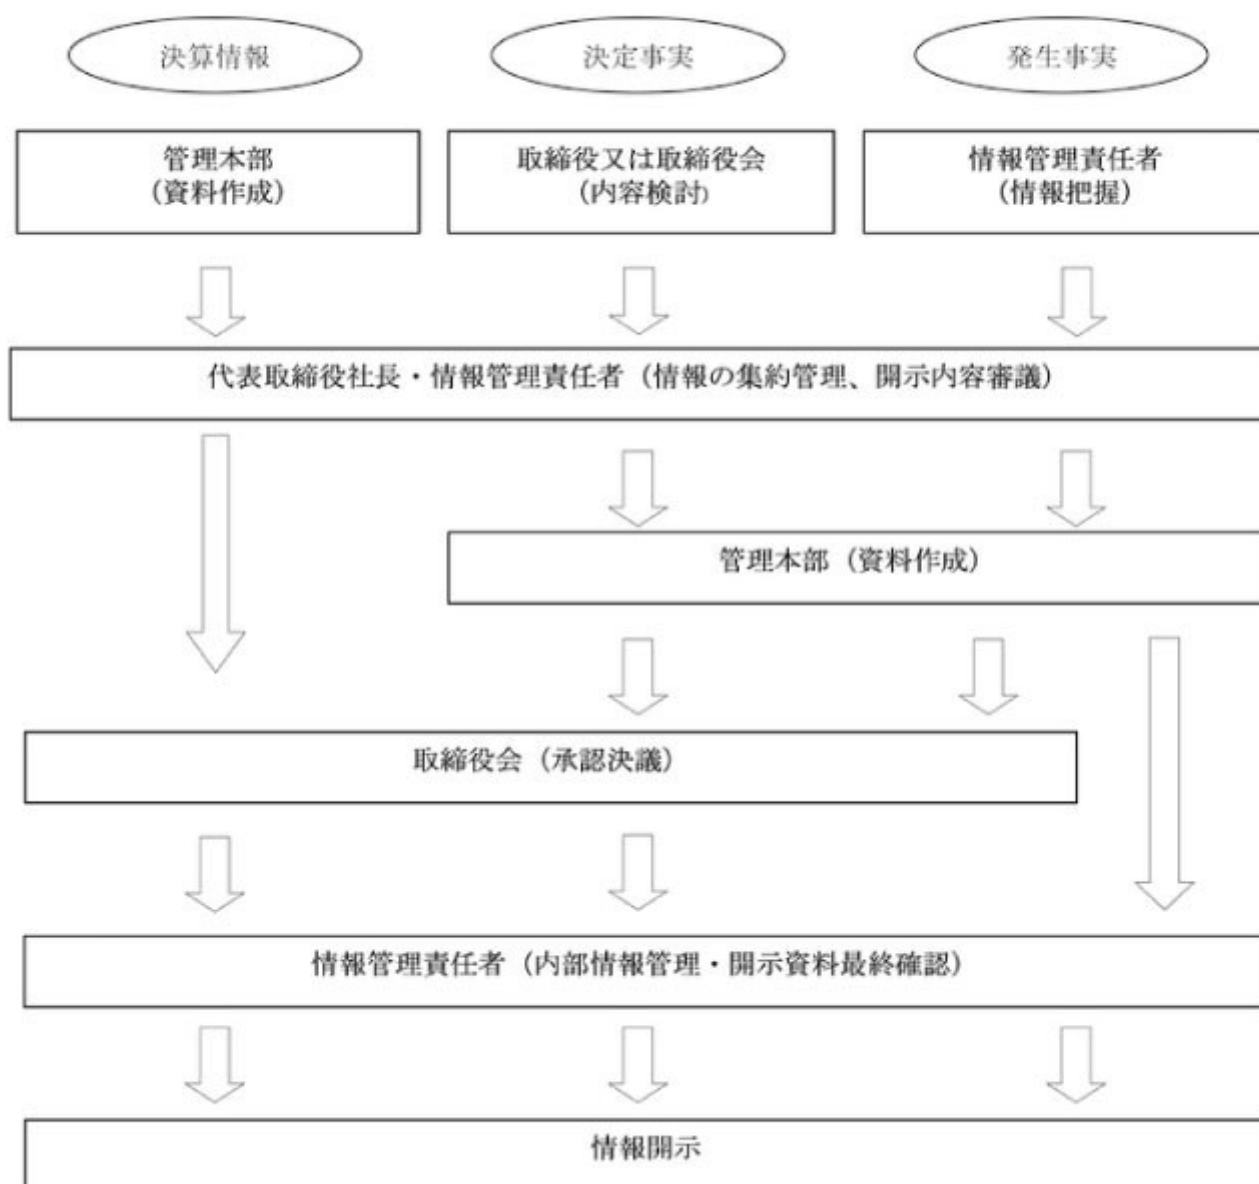 決算情報
決定事実
発生事実
管理本部
（資料作成）
取締役又は取締役会
（内容検討）
情報管理責任者
（情報把握）
代表取締役社長・情報管理責任者（情報の集約管理、開示内容審議）
管理本部（資料作成）
取締役会（承認決議）
情報管理責任者（内部情報管理・開示資料最終確認）
情報開示